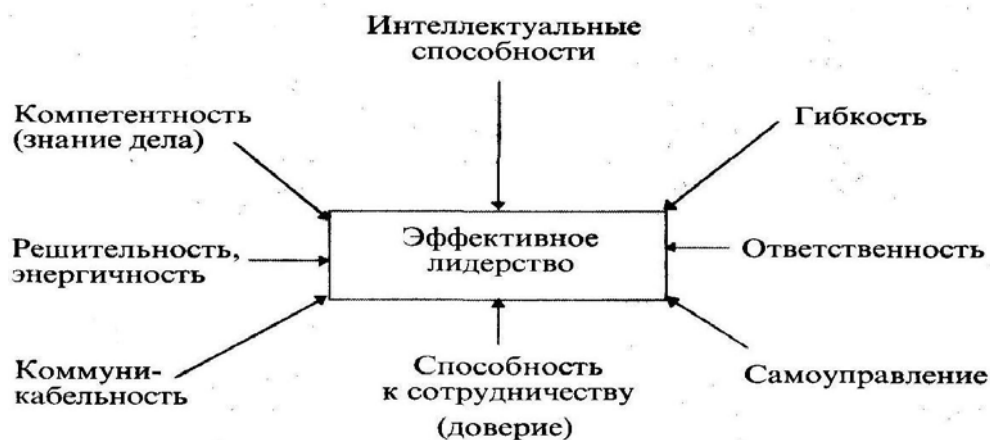 Интеллектуальные
способности
Компетентность
(знание дела)
Гибкость
Решительность,
энергичность
Эффективное
лидерство
Ответственность
Коммуни-
кабельность
Способность
к сотрудничеству
(доверие)
Самоуправление